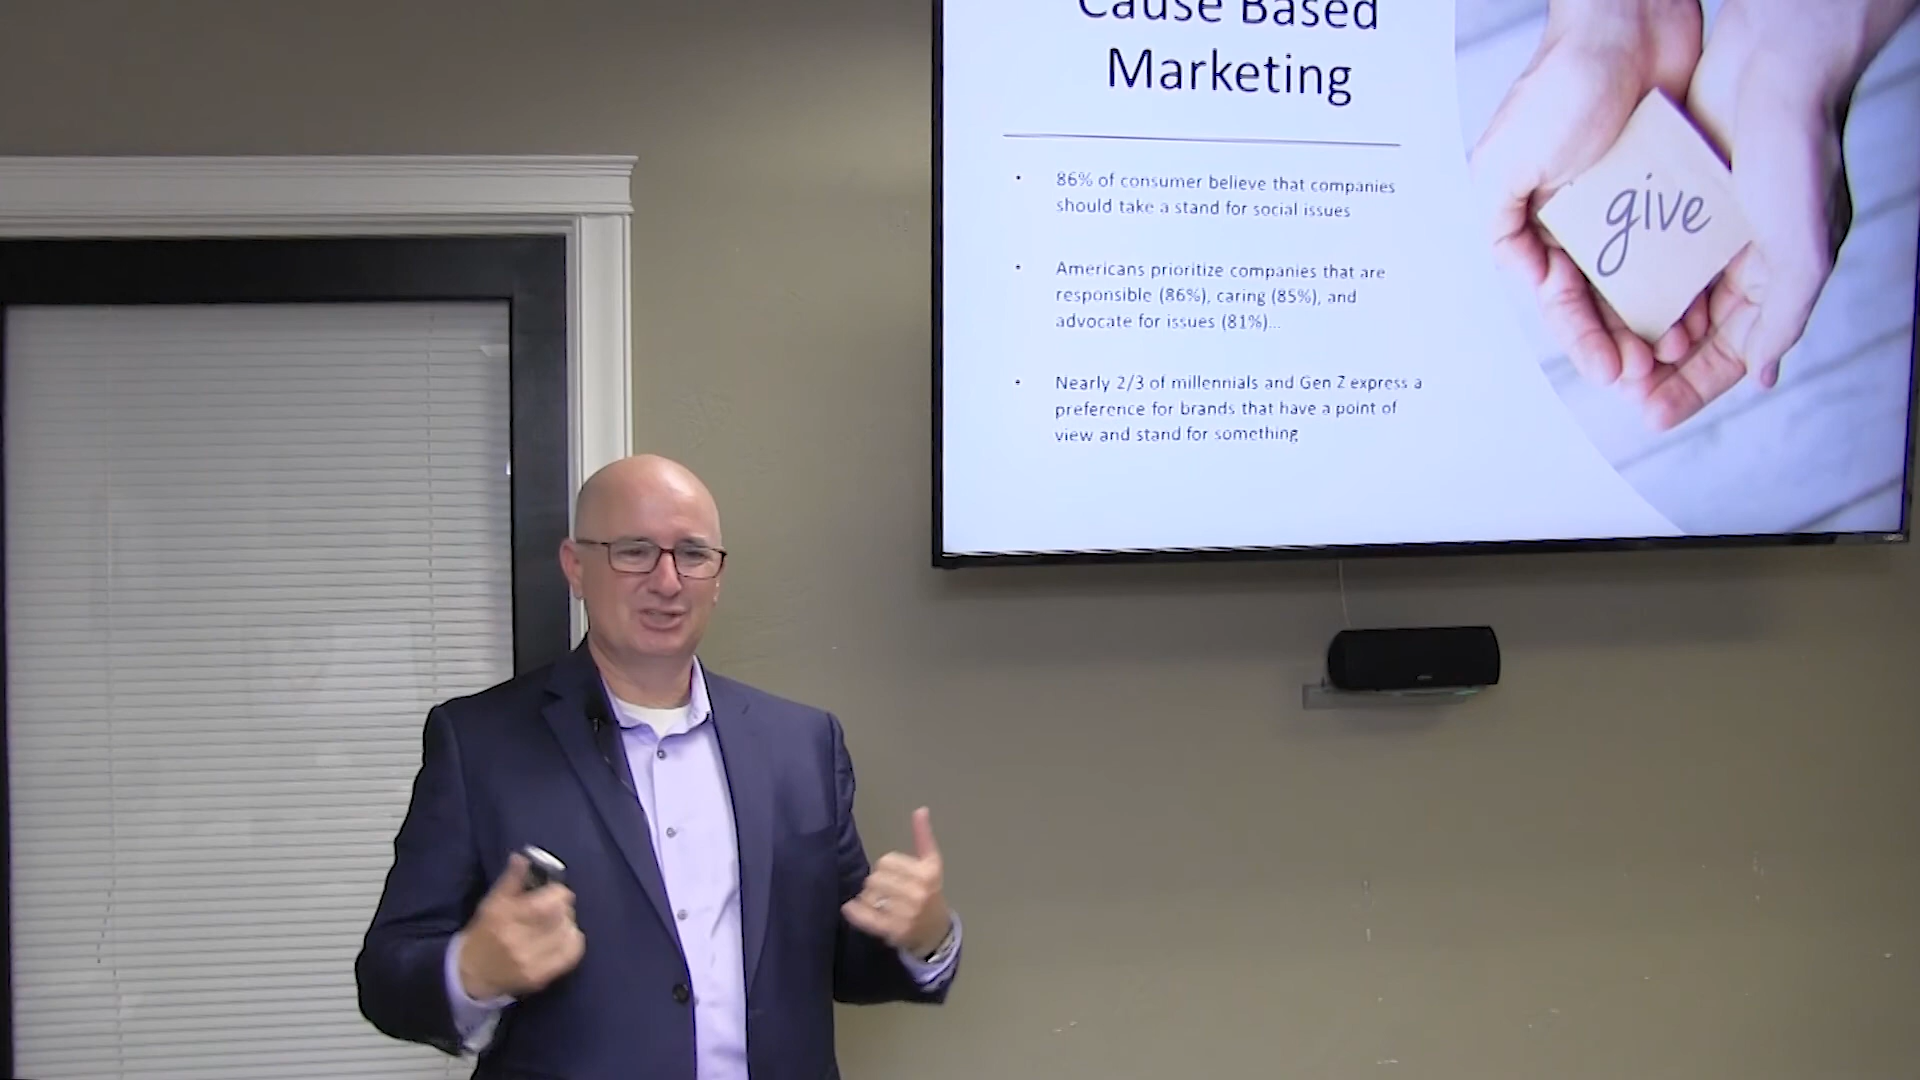 Cause Based
Marketing
• 86% of consumer believe that companies
should take a stand for social issues
• Americans prioritize companies that are
responsible (86%), caring (85%), and
advocate for issues (81%)...
• Nearly 2/3 of millennials and Gen Z express a
preference for brands that have a point of
view and stand for something
give